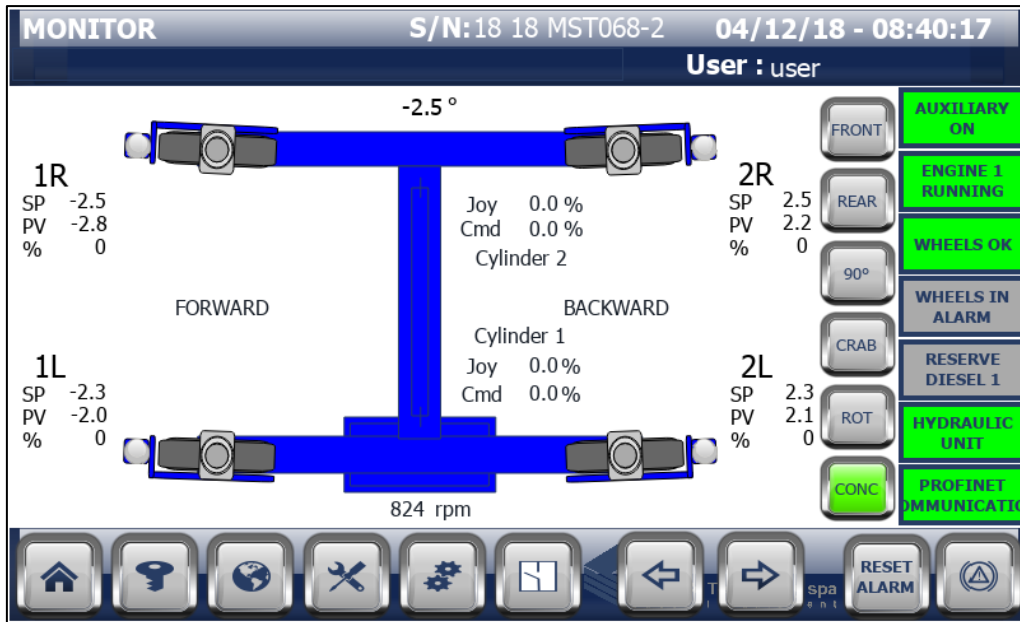 MONITOR S/N:18 18 MST068-2 04/12/18 - 08:40:17
User : user
-2.5 °
1R
SP -2.5
PV -2.8
% 0
Joy 0.0 %
Cmd 0.0 %
Cylinder 2
2R
SP 2.5
PV 2.2
% 0
FORWARD
BACKWARD
1L
SP -2.3
PV -2.0
% 0
Cylinder 1
Joy 0.0%
Cmd 0.0%
2L
SP 2.3
PV 2.1
% 0
824 rpm
FRONT
REAR
90°
CRAB
ROT
CONC
AUXILIARY
ON
ENGINE 1
RUNNING
WHEELS OK
WHEELS IN
ALARM
RESERVE
DIESEL 1
HYDRAULIC
UNIT
PROFINET
OMMUNICATIO
RESET
ALARM
spa